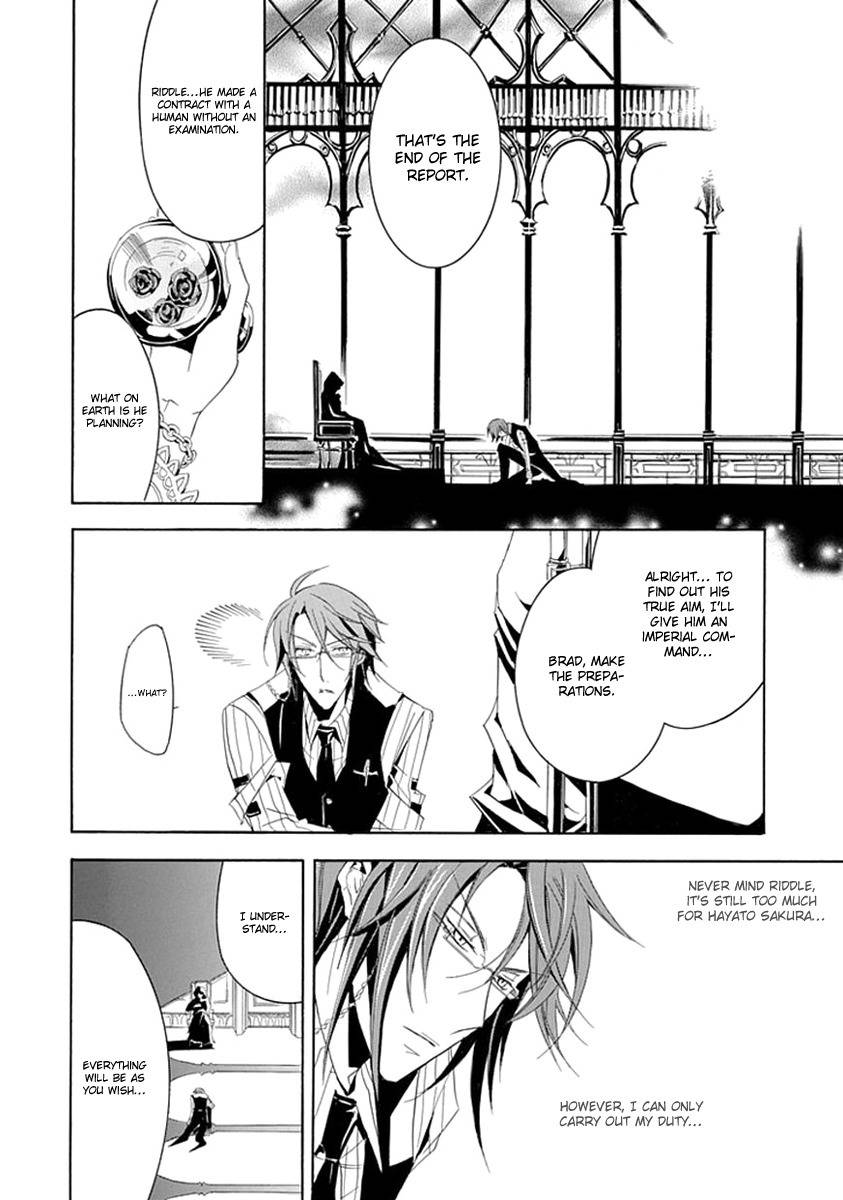 THAT'S THE
END OF THE
REPORT.
RIDDLE...HE MADE A
CONTRACT WITH A
HUMAN WITHOUT AN
EXAMINATION.
WHAT ON
EARTH IS HE
PLANNING?
ALRIGHT... TO
FIND OUT HIS
TRUE AIM, I'LL
GIVE HIM AN
IMPERIAL COM-
MAND...
BRAD, MAKE
THE PREPA-
RATIONS.
...WHAT?
NEVER MIND RIDDLE,
IT'S STILL TOO MUCH
FOR HAYATO SAKURA...
HOWEVER, I CAN ONLY
CARRY OUT MY DUTY...
I UNDER-
STAND...
EVERYTHING
WILL BE AS
YOU WISH...